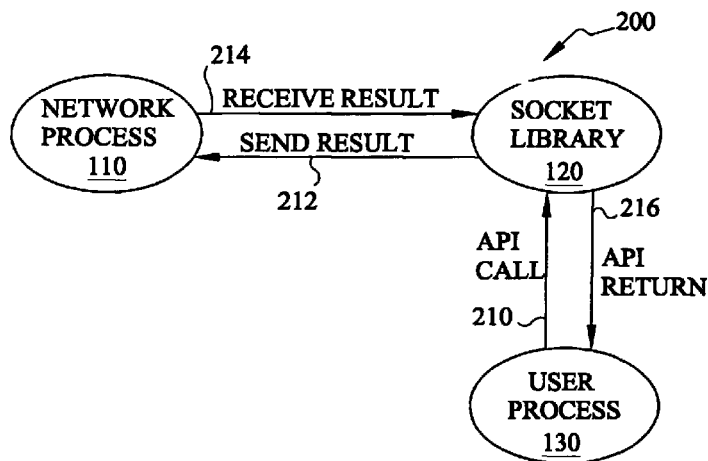 200
214
NETWORK
PROCESS
110
RECEIVE RESULT
SEND RESULT
212
SOCKET
LIBRARY
120
216
API
CALL
210
API
RETURN
USER
PROCESS
130